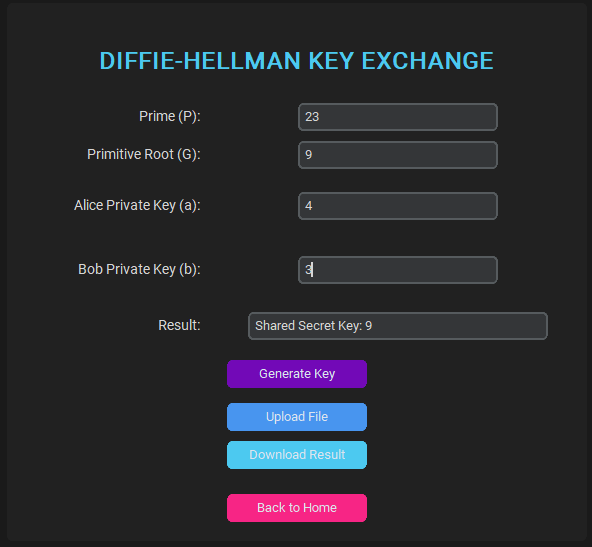 DIFFIE-HELLMAN KEY EXCHANGE
Prime (P): 23
Primitive Root (G): 9
Alice Private Key (a): 4
Bob Private Key (b): 3
Result: Shared Secret Key: 9
Generate Key
Upload File
Download Result
Back to Home